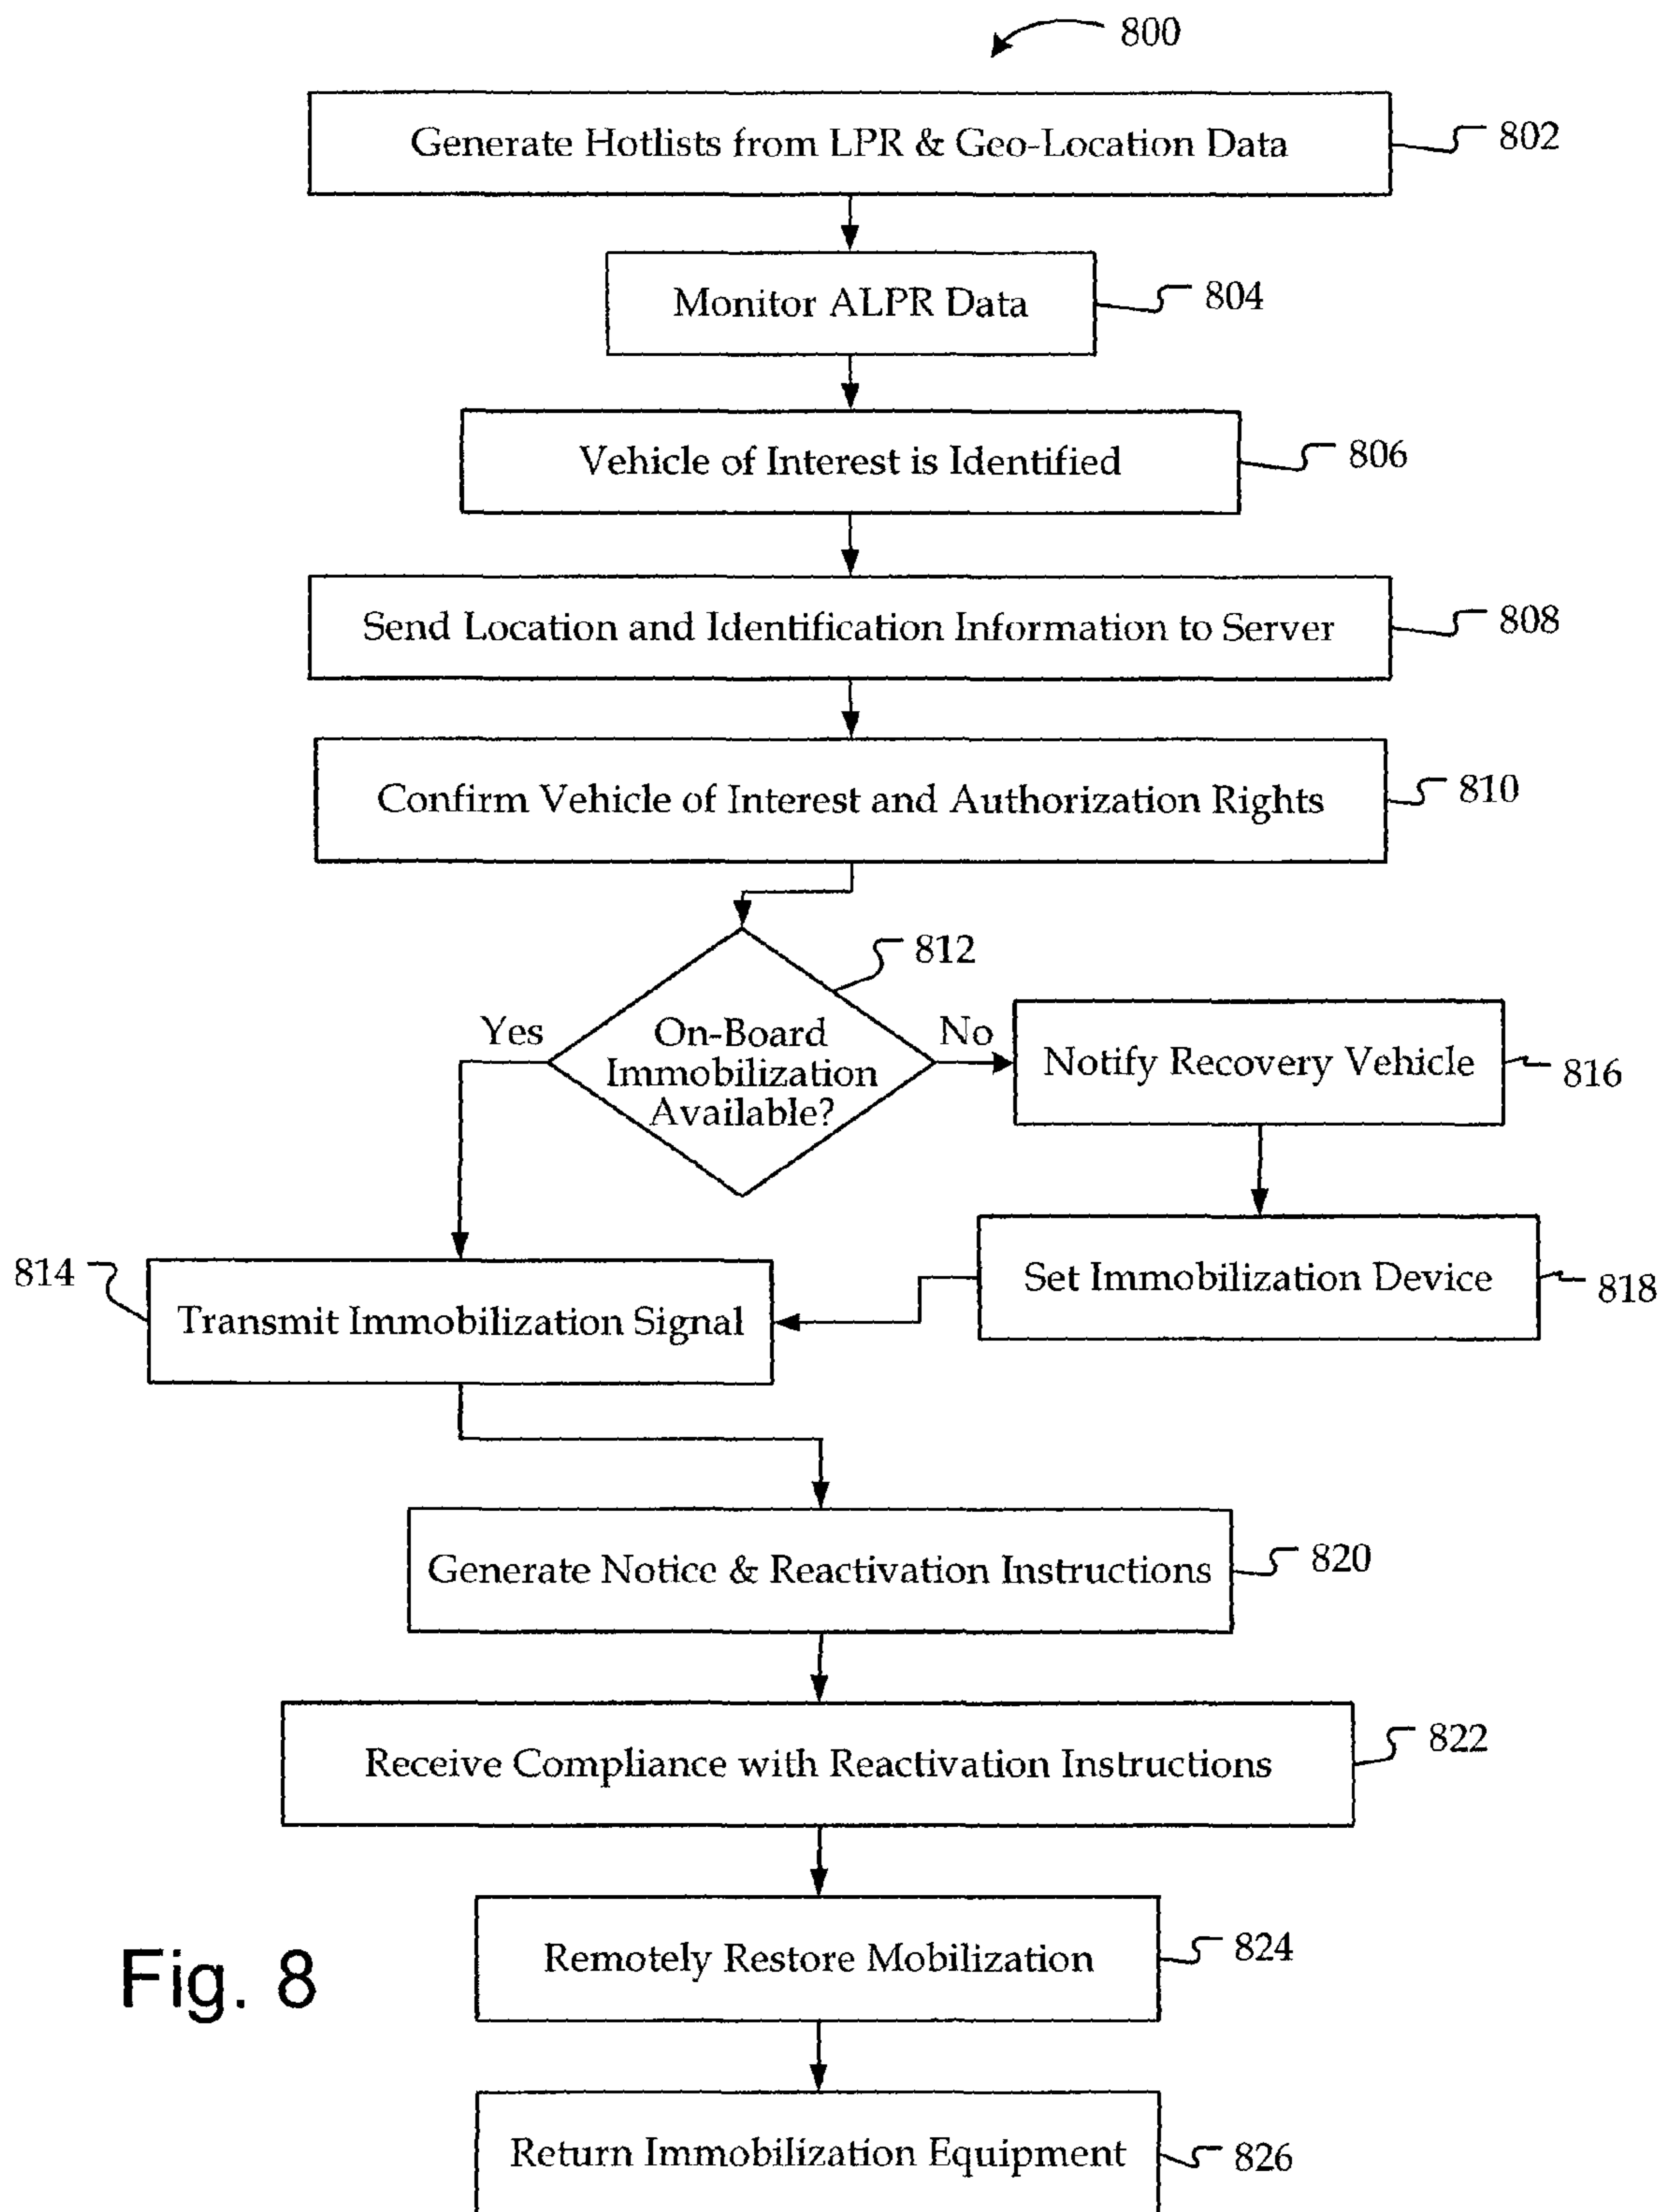 800
Generate Hotlists from LPR & Geo-Location Data
802
Monitor ALPR Data
804
Vehicle of Interest is Identified
806
Send Location and Identification Information to Server
808
Confirm Vehicle of Interest and Authorization Rights
810
812
Yes
On-Board
Immobilization
Available?
No
Notify Recovery Vehicle
816
814
Transmit Immobilization Signal
Set Immobilization Device
818
Generate Notice & Reactivation Instructions
820
Receive Compliance with Reactivation Instructions
822
Remotely Restore Mobilization
824
Fig. 8
Return Immobilization Equipment
826